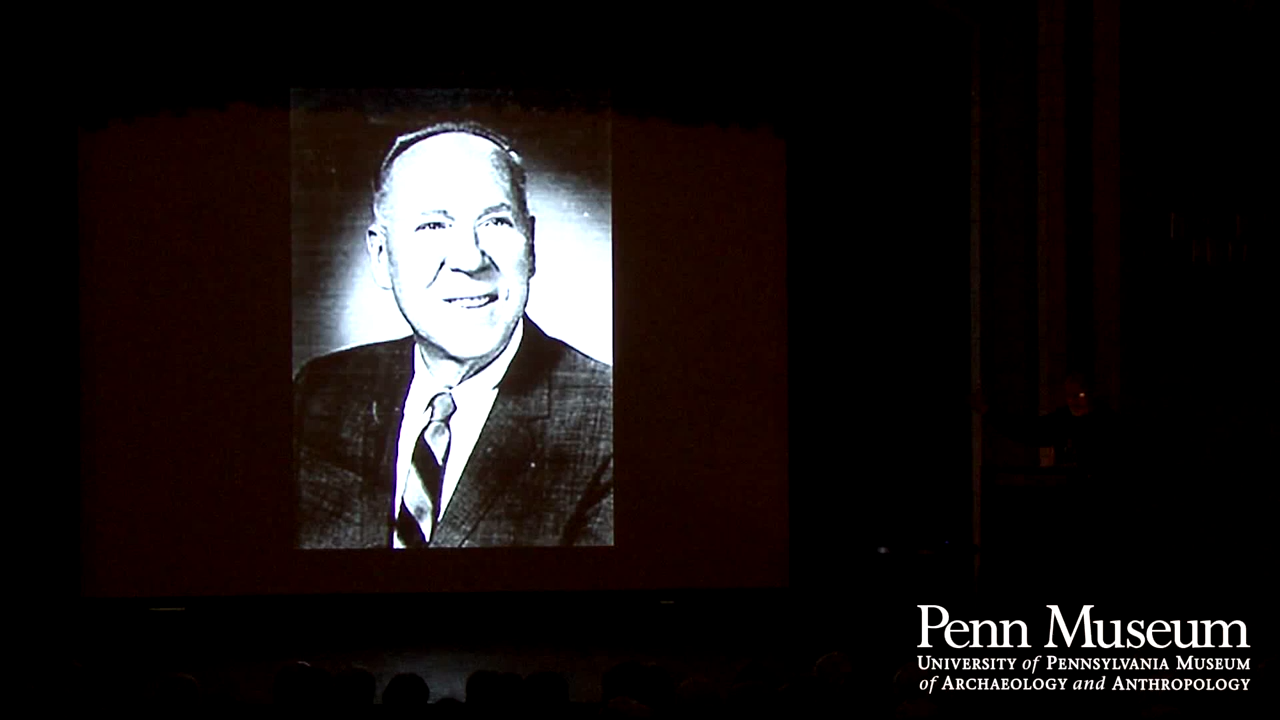 Penn Museum
UNIVERSITY of PENNSYLVANIA MUSEUM
of ARCHAEOLOGY and ANTHROPOLOGY